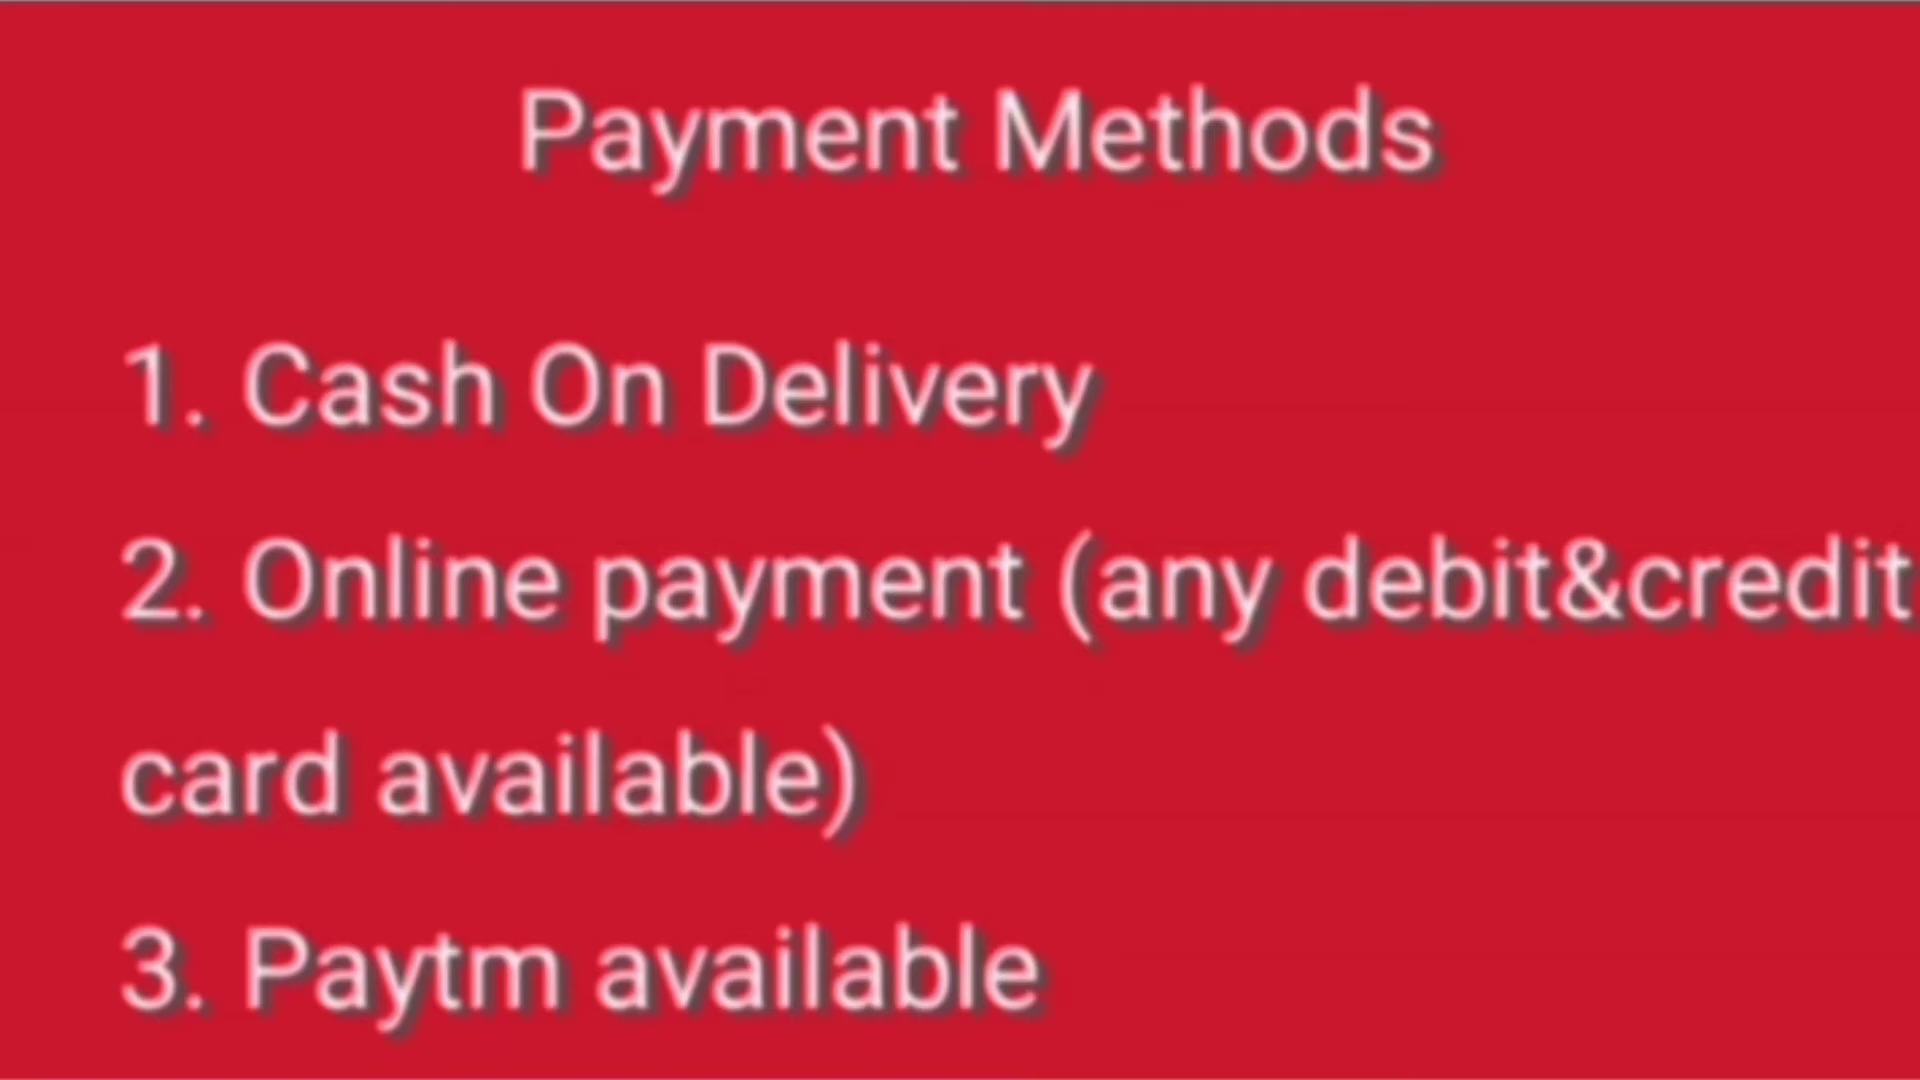 Payment Methods
1. Cash On Delivery
2. Online payment (any debit&credit
card available)
3. Paytm available